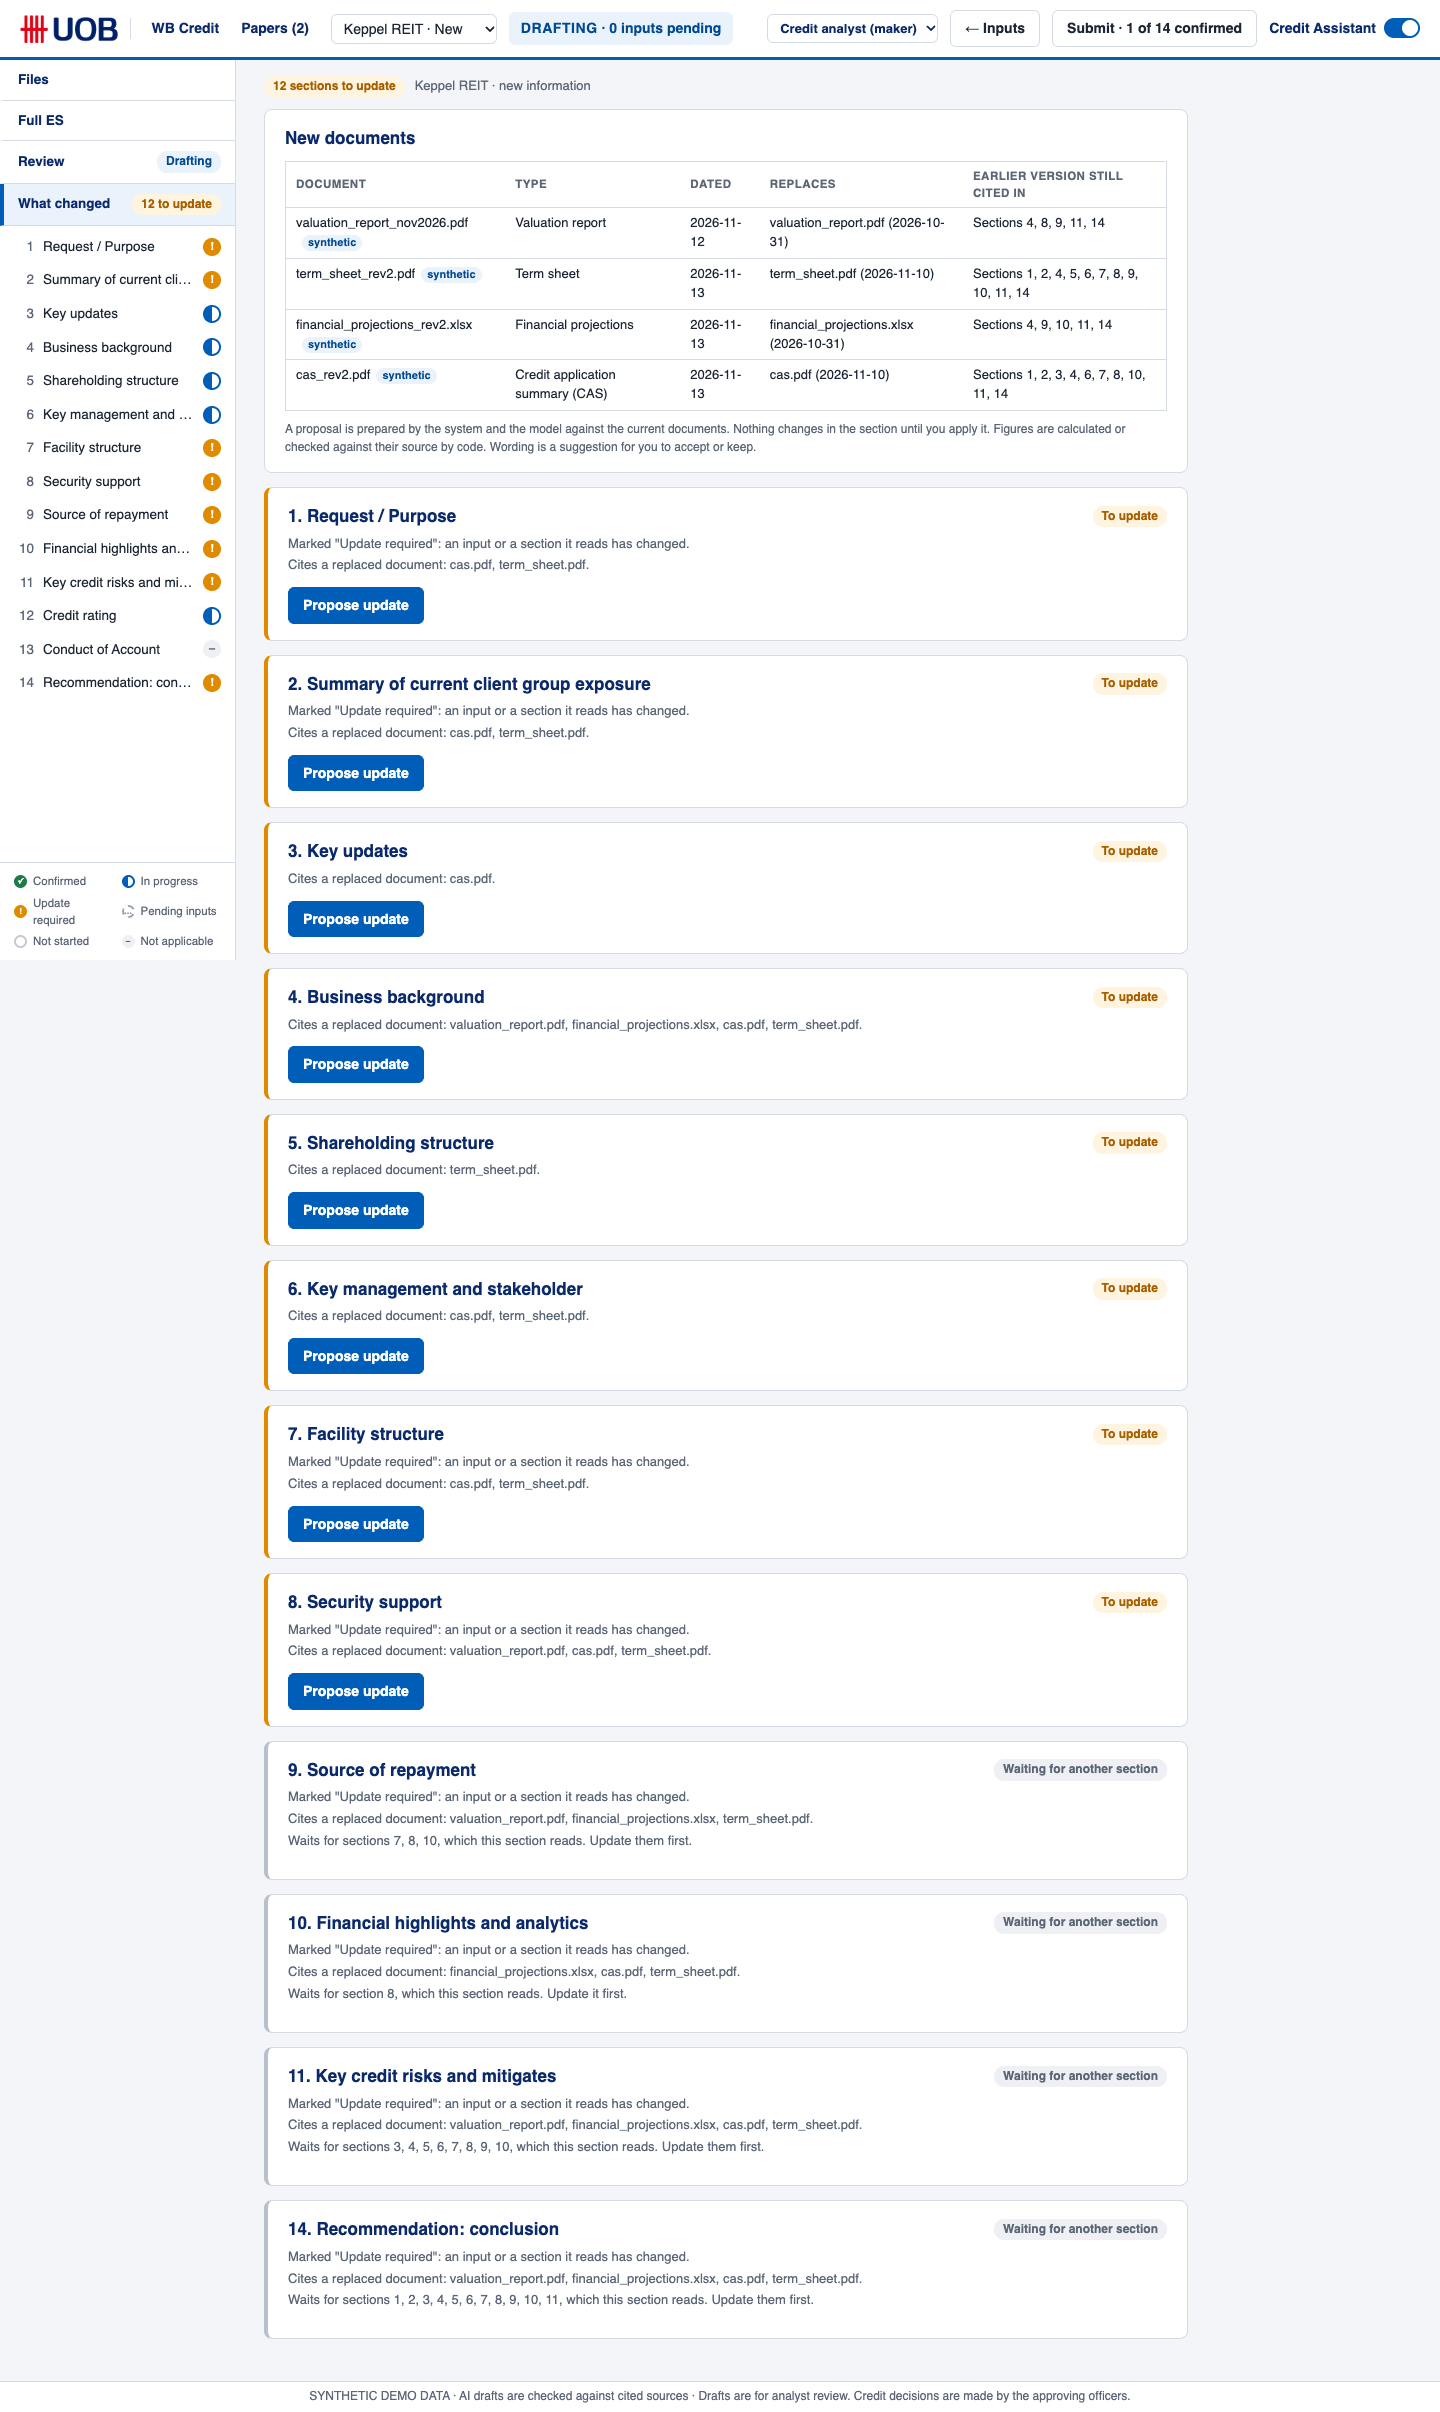 UOB WB Credit Papers (2) Keppel REIT · New DRAFTING · 0 inputs pending Credit analyst (maker) ← Inputs Submit · 1 of 14 confirmed Credit Assistant
Files
Full ES
Review Drafting
What changed 12 to update
1 Request / Purpose !
2 Summary of current cli... !
3 Key updates
4 Business background
5 Shareholding structure
6 Key management and ...
7 Facility structure !
8 Security support !
9 Source of repayment !
10 Financial highlights an... !
11 Key credit risks and mi... !
12 Credit rating
13 Conduct of Account –
14 Recommendation: con... !
Confirmed In progress
Update required Pending inputs
Not started Not applicable
12 sections to update Keppel REIT · new information
New documents
DOCUMENT TYPE DATED REPLACES EARLIER VERSION STILL CITED IN
valuation_report_nov2026.pdf synthetic Valuation report 2026-11-12 valuation_report.pdf (2026-10-31) Sections 4, 8, 9, 11, 14
term_sheet_rev2.pdf synthetic Term sheet 2026-11-13 term_sheet.pdf (2026-11-10) Sections 1, 2, 4, 5, 6, 7, 8, 9, 10, 11, 14
financial_projections_rev2.xlsx synthetic Financial projections 2026-11-13 financial_projections.xlsx (2026-10-31) Sections 4, 9, 10, 11, 14
cas_rev2.pdf synthetic Credit application summary (CAS) 2026-11-13 cas.pdf (2026-11-10) Sections 1, 2, 3, 4, 6, 7, 8, 10, 11, 14
A proposal is prepared by the system and the model against the current documents. Nothing changes in the section until you apply it. Figures are calculated or
checked against their source by code. Wording is a suggestion for you to accept or keep.
1. Request / Purpose To update
Marked "Update required": an input or a section it reads has changed.
Cites a replaced document: cas.pdf, term_sheet.pdf.
Propose update
2. Summary of current client group exposure To update
Marked "Update required": an input or a section it reads has changed.
Cites a replaced document: cas.pdf, term_sheet.pdf.
Propose update
3. Key updates To update
Cites a replaced document: cas.pdf.
Propose update
4. Business background To update
Cites a replaced document: valuation_report.pdf, financial_projections.xlsx, cas.pdf, term_sheet.pdf.
Propose update
5. Shareholding structure To update
Cites a replaced document: term_sheet.pdf.
Propose update
6. Key management and stakeholder To update
Cites a replaced document: cas.pdf, term_sheet.pdf.
Propose update
7. Facility structure To update
Marked "Update required": an input or a section it reads has changed.
Cites a replaced document: cas.pdf, term_sheet.pdf.
Propose update
8. Security support To update
Marked "Update required": an input or a section it reads has changed.
Cites a replaced document: valuation_report.pdf, cas.pdf, term_sheet.pdf.
Propose update
9. Source of repayment Waiting for another section
Marked "Update required": an input or a section it reads has changed.
Cites a replaced document: valuation_report.pdf, financial_projections.xlsx, term_sheet.pdf.
Waits for sections 7, 8, 10, which this section reads. Update them first.
10. Financial highlights and analytics Waiting for another section
Marked "Update required": an input or a section it reads has changed.
Cites a replaced document: financial_projections.xlsx, cas.pdf, term_sheet.pdf.
Waits for section 8, which this section reads. Update it first.
11. Key credit risks and mitigates Waiting for another section
Marked "Update required": an input or a section it reads has changed.
Cites a replaced document: valuation_report.pdf, financial_projections.xlsx, cas.pdf, term_sheet.pdf.
Waits for sections 3, 4, 5, 6, 7, 8, 9, 10, which this section reads. Update them first.
14. Recommendation: conclusion Waiting for another section
Marked "Update required": an input or a section it reads has changed.
Cites a replaced document: valuation_report.pdf, financial_projections.xlsx, cas.pdf, term_sheet.pdf.
Waits for sections 1, 2, 3, 4, 5, 6, 7, 8, 9, 10, 11, which this section reads. Update them first.
SYNTHETIC DEMO DATA · AI drafts are checked against cited sources · Drafts are for analyst review. Credit decisions are made by the approving officers.